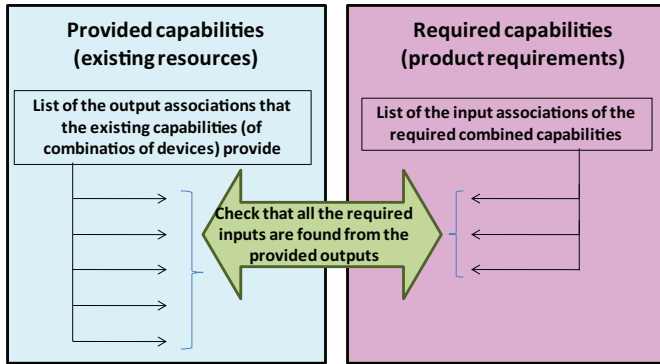 Provided capabilities
(existing resources)
List of the output associations that
the existing capabilities (of
combinatios of devices) provide
Required capabilities
(product requirements)
List of the input associations of the
required combined capabilities
Check that all the required
inputs are found from the
provided outputs